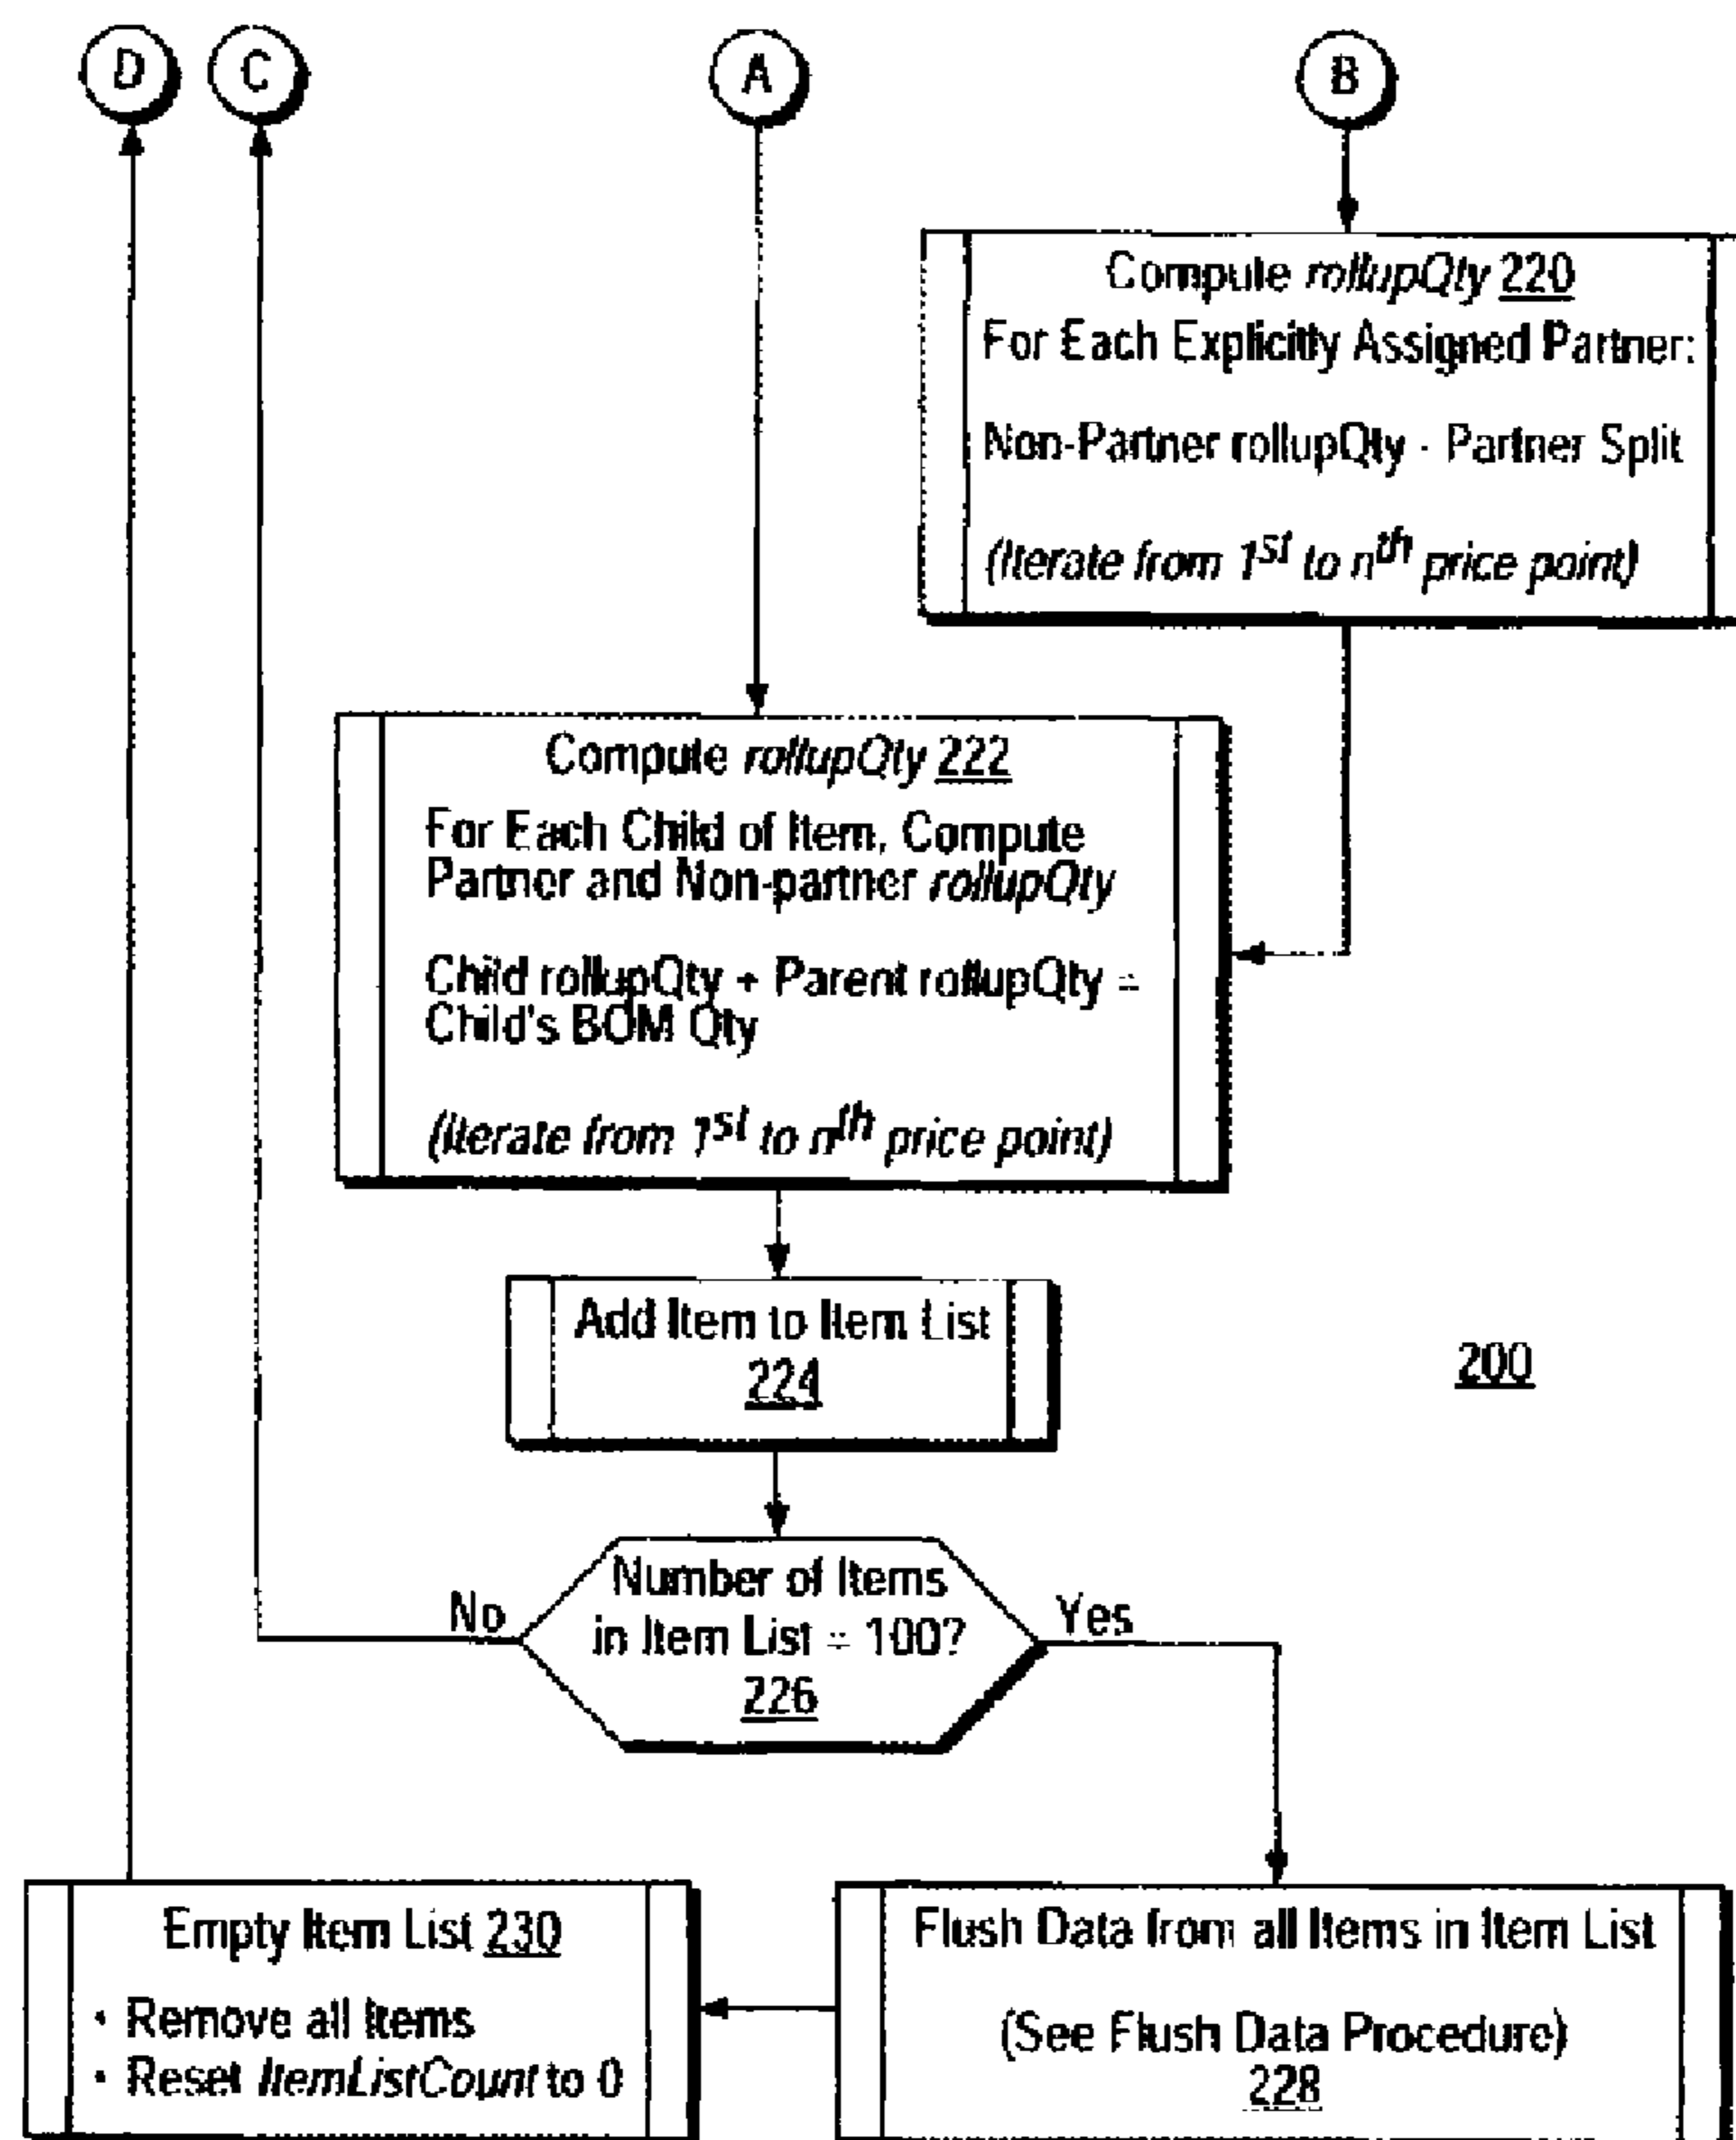 D C A B
Compute rollupQty 220
For Each Explicitly Assigned Partner:
Non-Partner rollupQty - Partner Split
(Iterate from 1st to nth price point)
Compute rollupQty 222
For Each Child of Item, Compute
Partner and Non-partner rollupQty
Child rollupQty + Parent rollupQty =
Child's BOM Qty
(Iterate from 1st to nth price point)
Add Item to Item List
224
200
Number of Items
in Item List = 100?
226
No
Yes
Empty Item List 230
• Remove all Items
• Reset ItemListCount to 0
Flush Data from all Items in Item List
(See Flush Data Procedure)
228